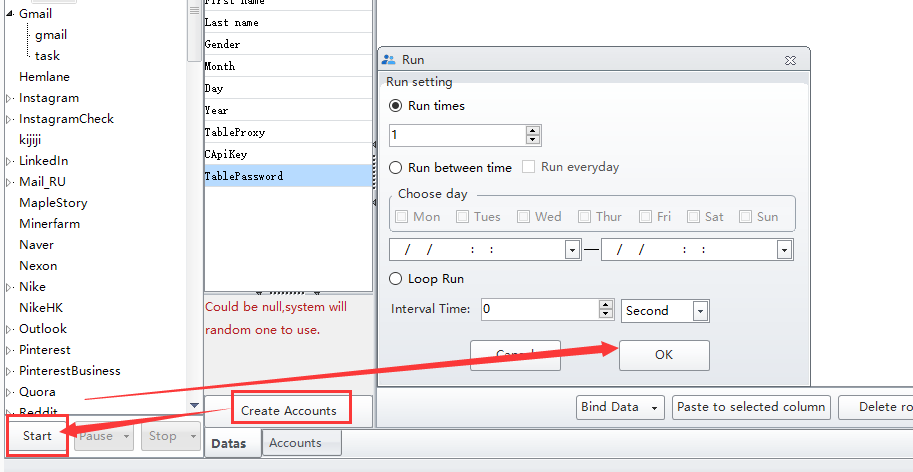 Gmail
gmail
task
Hemlane
Instagram
InstagramCheck
kijiji
LinkedIn
Mail_RU
MapleStory
Minerfarm
Naver
Nexon
Nike
NikeHK
Outlook
Pinterest
PinterestBusiness
Quora
Reddit
Start
Pause
Stop
First name
Last name
Gender
Month
Day
Year
TableProxy
CApiKey
TablePassword
Could be null,system will
random one to use.
Create Accounts
Datas
Accounts
Run
Run setting
Run times
1
Run between time
Run everyday
Choose day
Mon Tues Wed Thur Fri Sat Sun
/ / : : — / / : :
Loop Run
Interval Time: 0 Second
Cancel OK
Bind Data Paste to selected column Delete ro